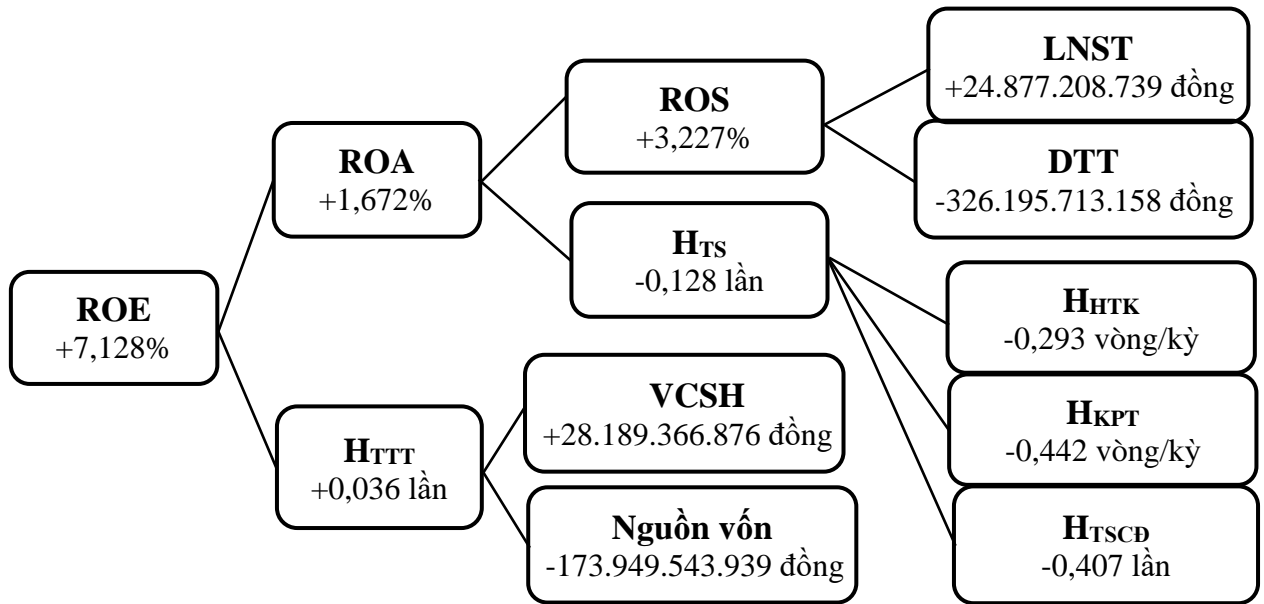 ROE
+7,128%
ROA
+1,672%
HTTT
+0,036 lần
ROS
+3,227%
HTS
-0,128 lần
VCSH
+28.189.366.876 đồng
Nguồn vốn
-173.949.543.939 đồng
LNST
+24.877.208.739 đồng
DTT
-326.195.713.158 đồng
HHTK
-0,293 vòng/kỳ
HKPT
-0,442 vòng/kỳ
HTSCĐ
-0,407 lần